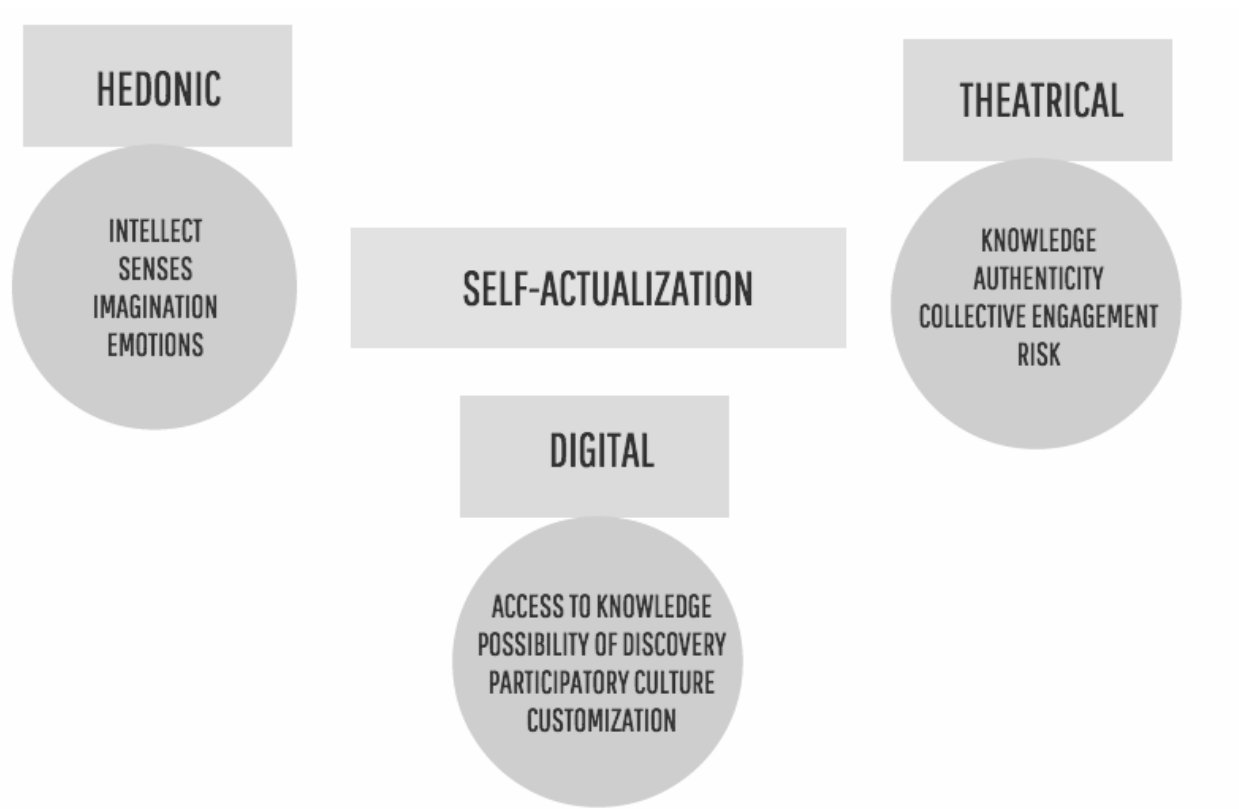 HEDONIC
INTELLECT
SENSES
IMAGINATION
EMOTIONS
SELF-ACTUALIZATION
THEATRICAL
KNOWLEDGE
AUTHENTICITY
COLLECTIVE ENGAGEMENT
RISK
DIGITAL
ACCESS TO KNOWLEDGE
POSSIBILITY OF DISCOVERY
PARTICIPATORY CULTURE
CUSTOMIZATION